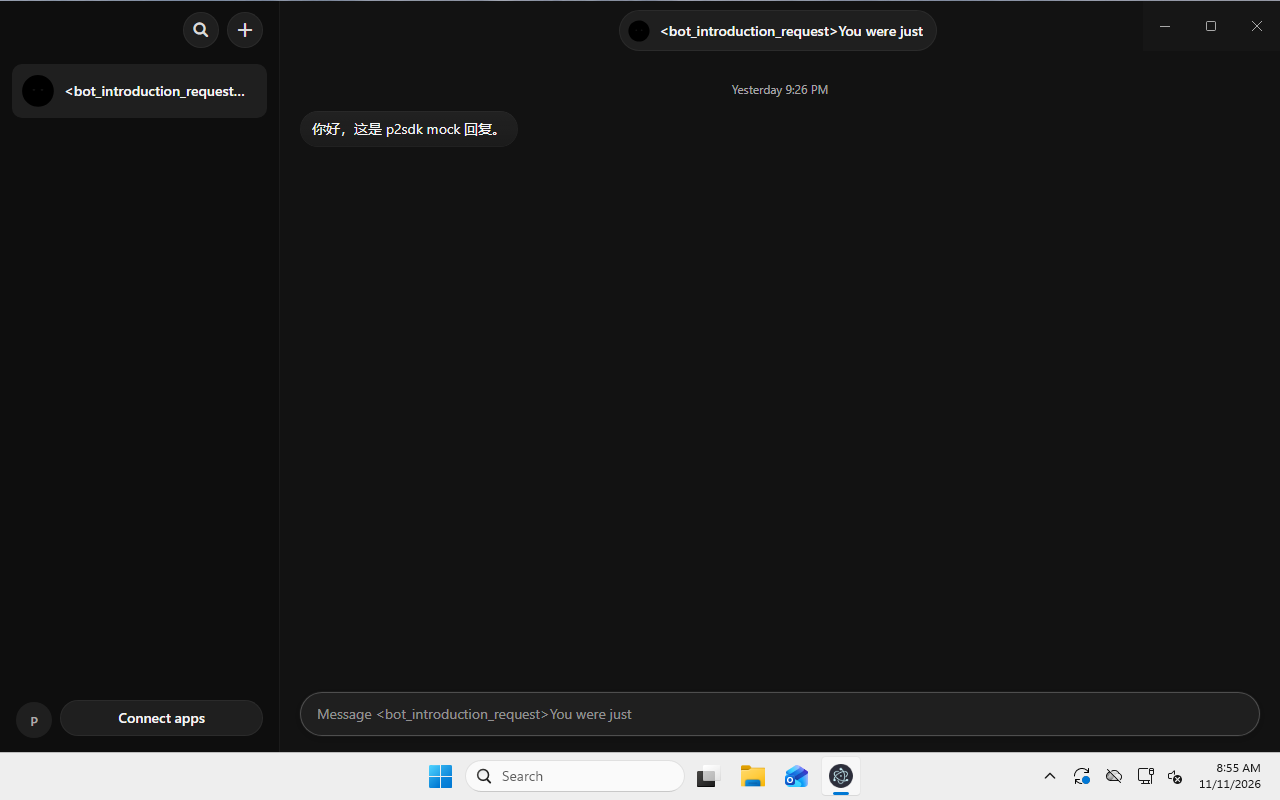 <bot_introduction_request>You were just
<bot_introduction_request...
Yesterday 9:26 PM
你好，这是 p2sdk mock 回复。
Message <bot_introduction_request>You were just
p
Connect apps
Search
8:55 AM
11/11/2026